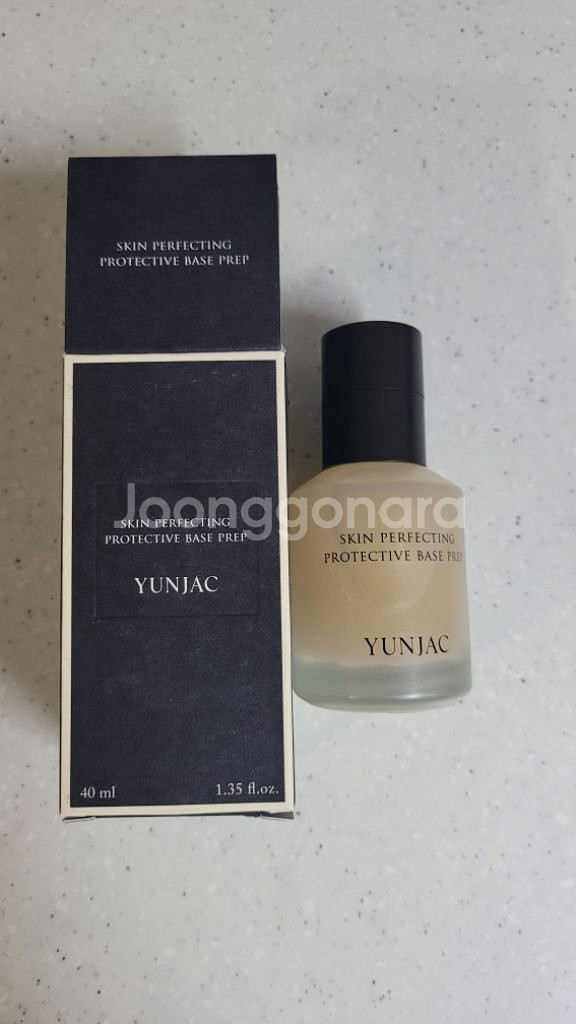 SKIN PERFECTING
PROTECTIVE BASE PREP
Joonggonara
SKIN PERFECTING
PROTECTIVE BASE PREP
YUNJAC
40 ml
1.35 fl.oz.
SKIN PERFECTING
PROTECTIVE BASE PREP
YUNJAC